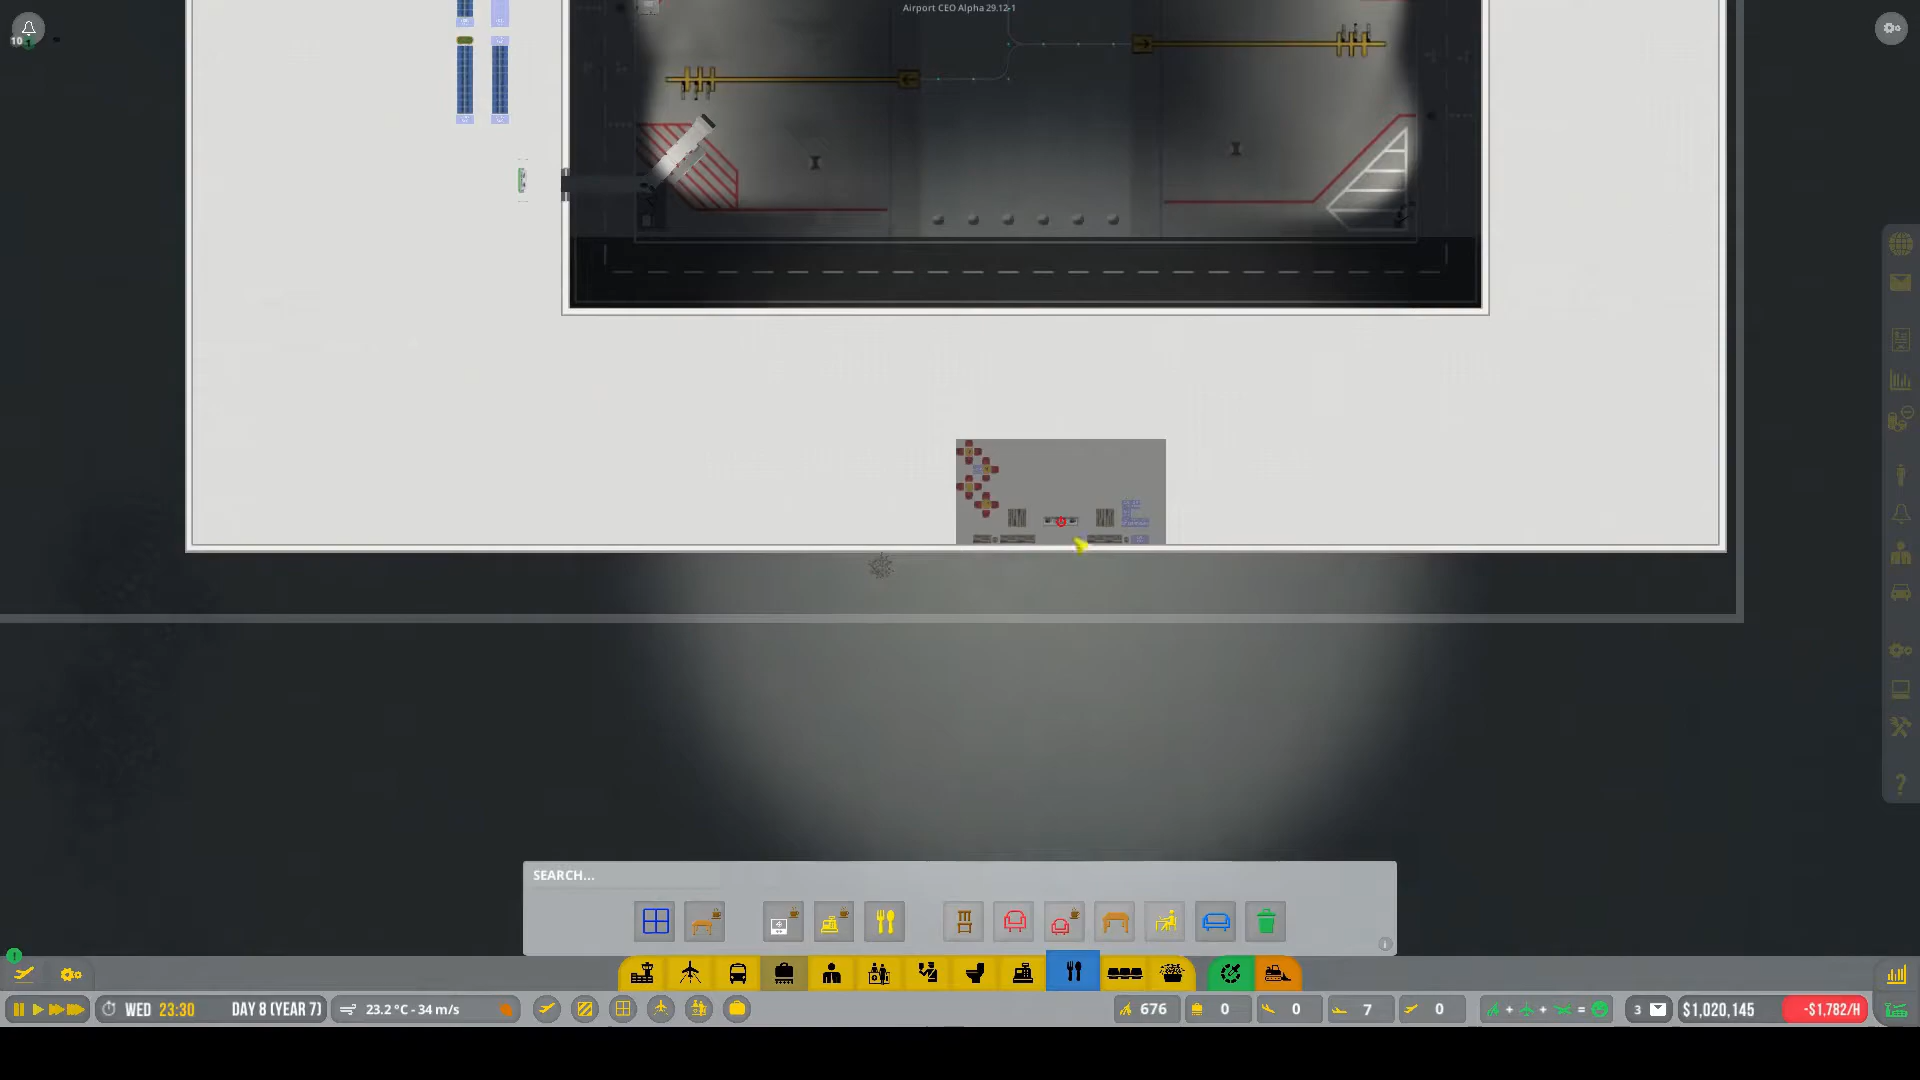 Airport CEO Alpha 29.12-1
10
SEARCH...
WED 23:30
DAY 8 (YEAR 7)
23.2 °C - 34 m/s
676
0
0
7
0
+ + =
3
$1,020,145
-$1,782/H